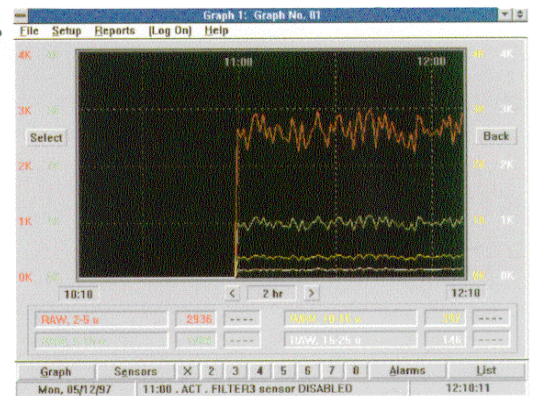 Graph 1: Graph No. 01
File Setup Reports (Log On) Help
4K 4K
11:00 12:00
3K 3K
Select Back
2K 2K
1K 1K
0K 0K
10:10 < 2 hr > 12:10
RAW, 2-5 u 2936 ----
----
----
RAW, 15-25 u 146 ----
Graph Sensors X 2 3 4 5 6 7 8 Alarms List
Mon, 05/12/97 11:00 . ACT . FILTER3 sensor DISABLED 12:10:11